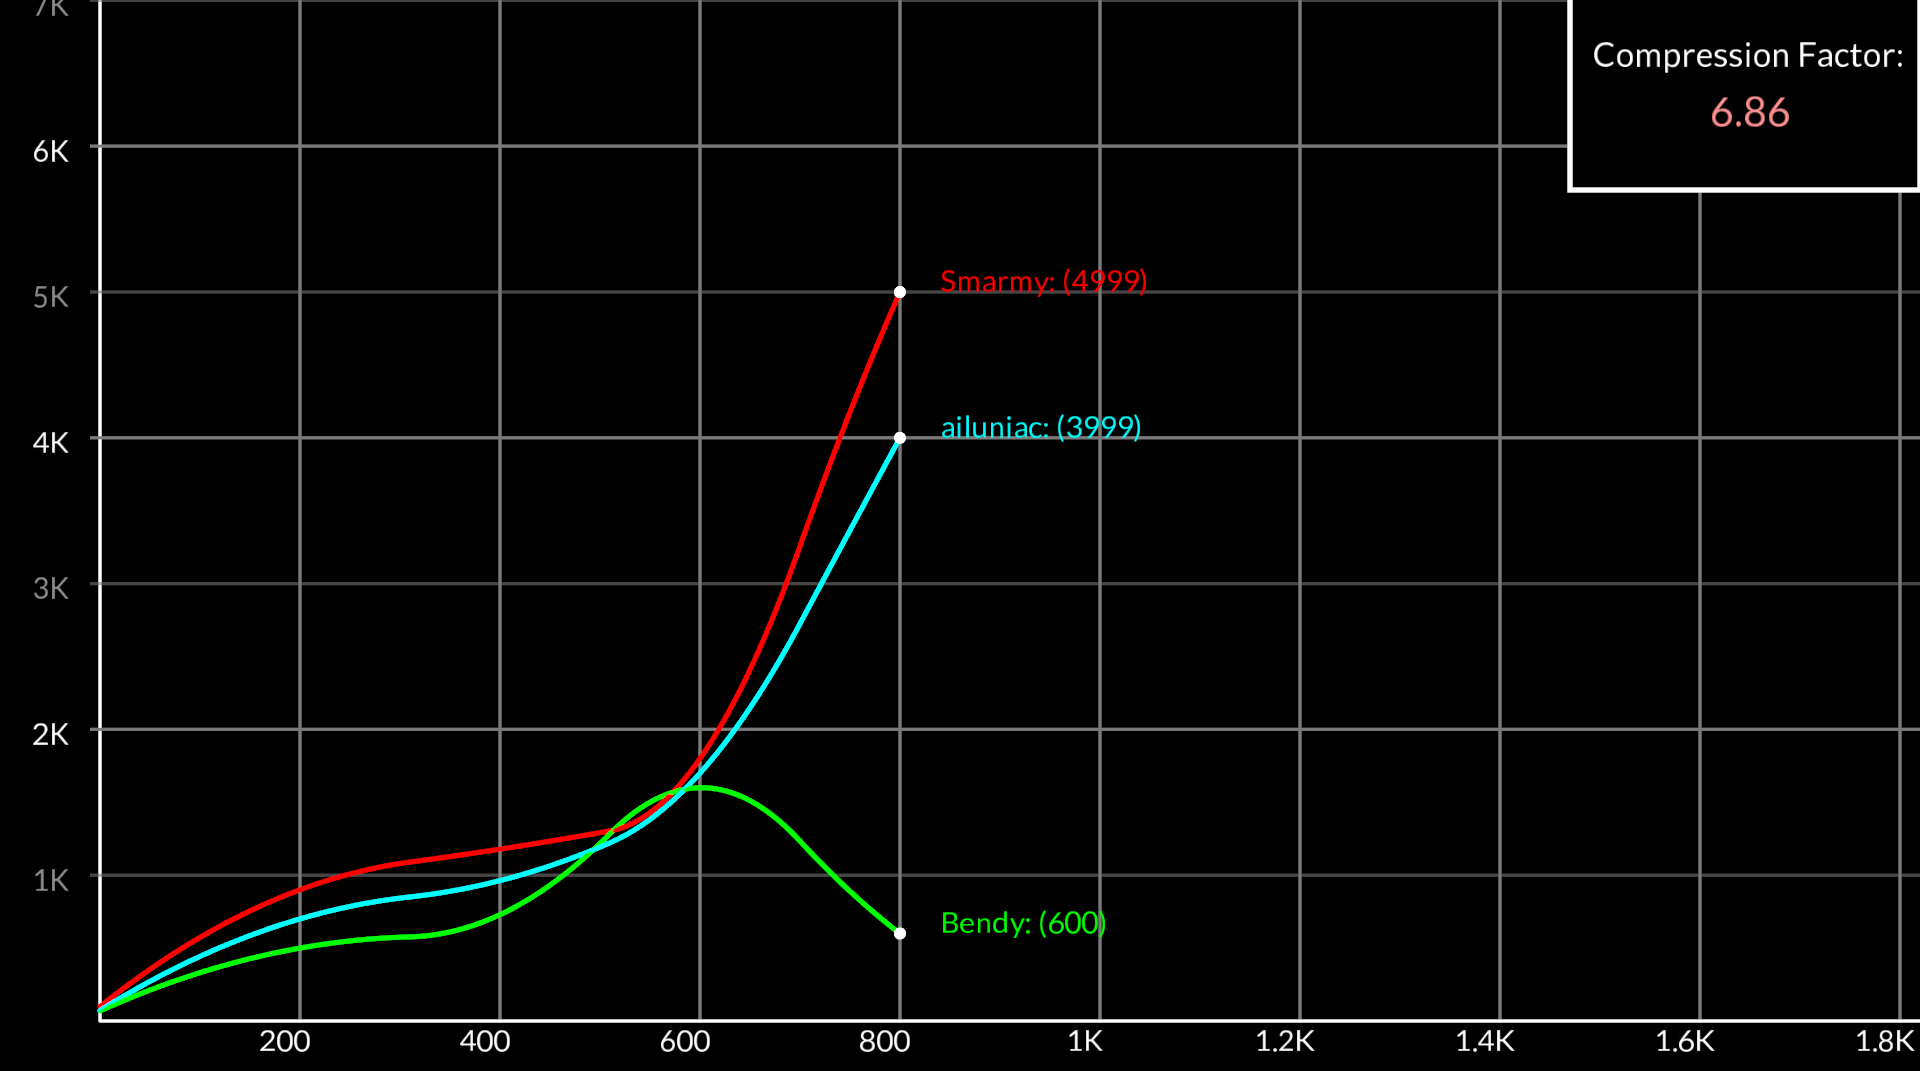 7K
Compression Factor:
6.86
6K
Smarmy: (4999)
5K
ailuniac: (3999)
4K
3K
2K
1K
Bendy: (600)
200 400 600 800 1K 1.2K 1.4K 1.6K 1.8K